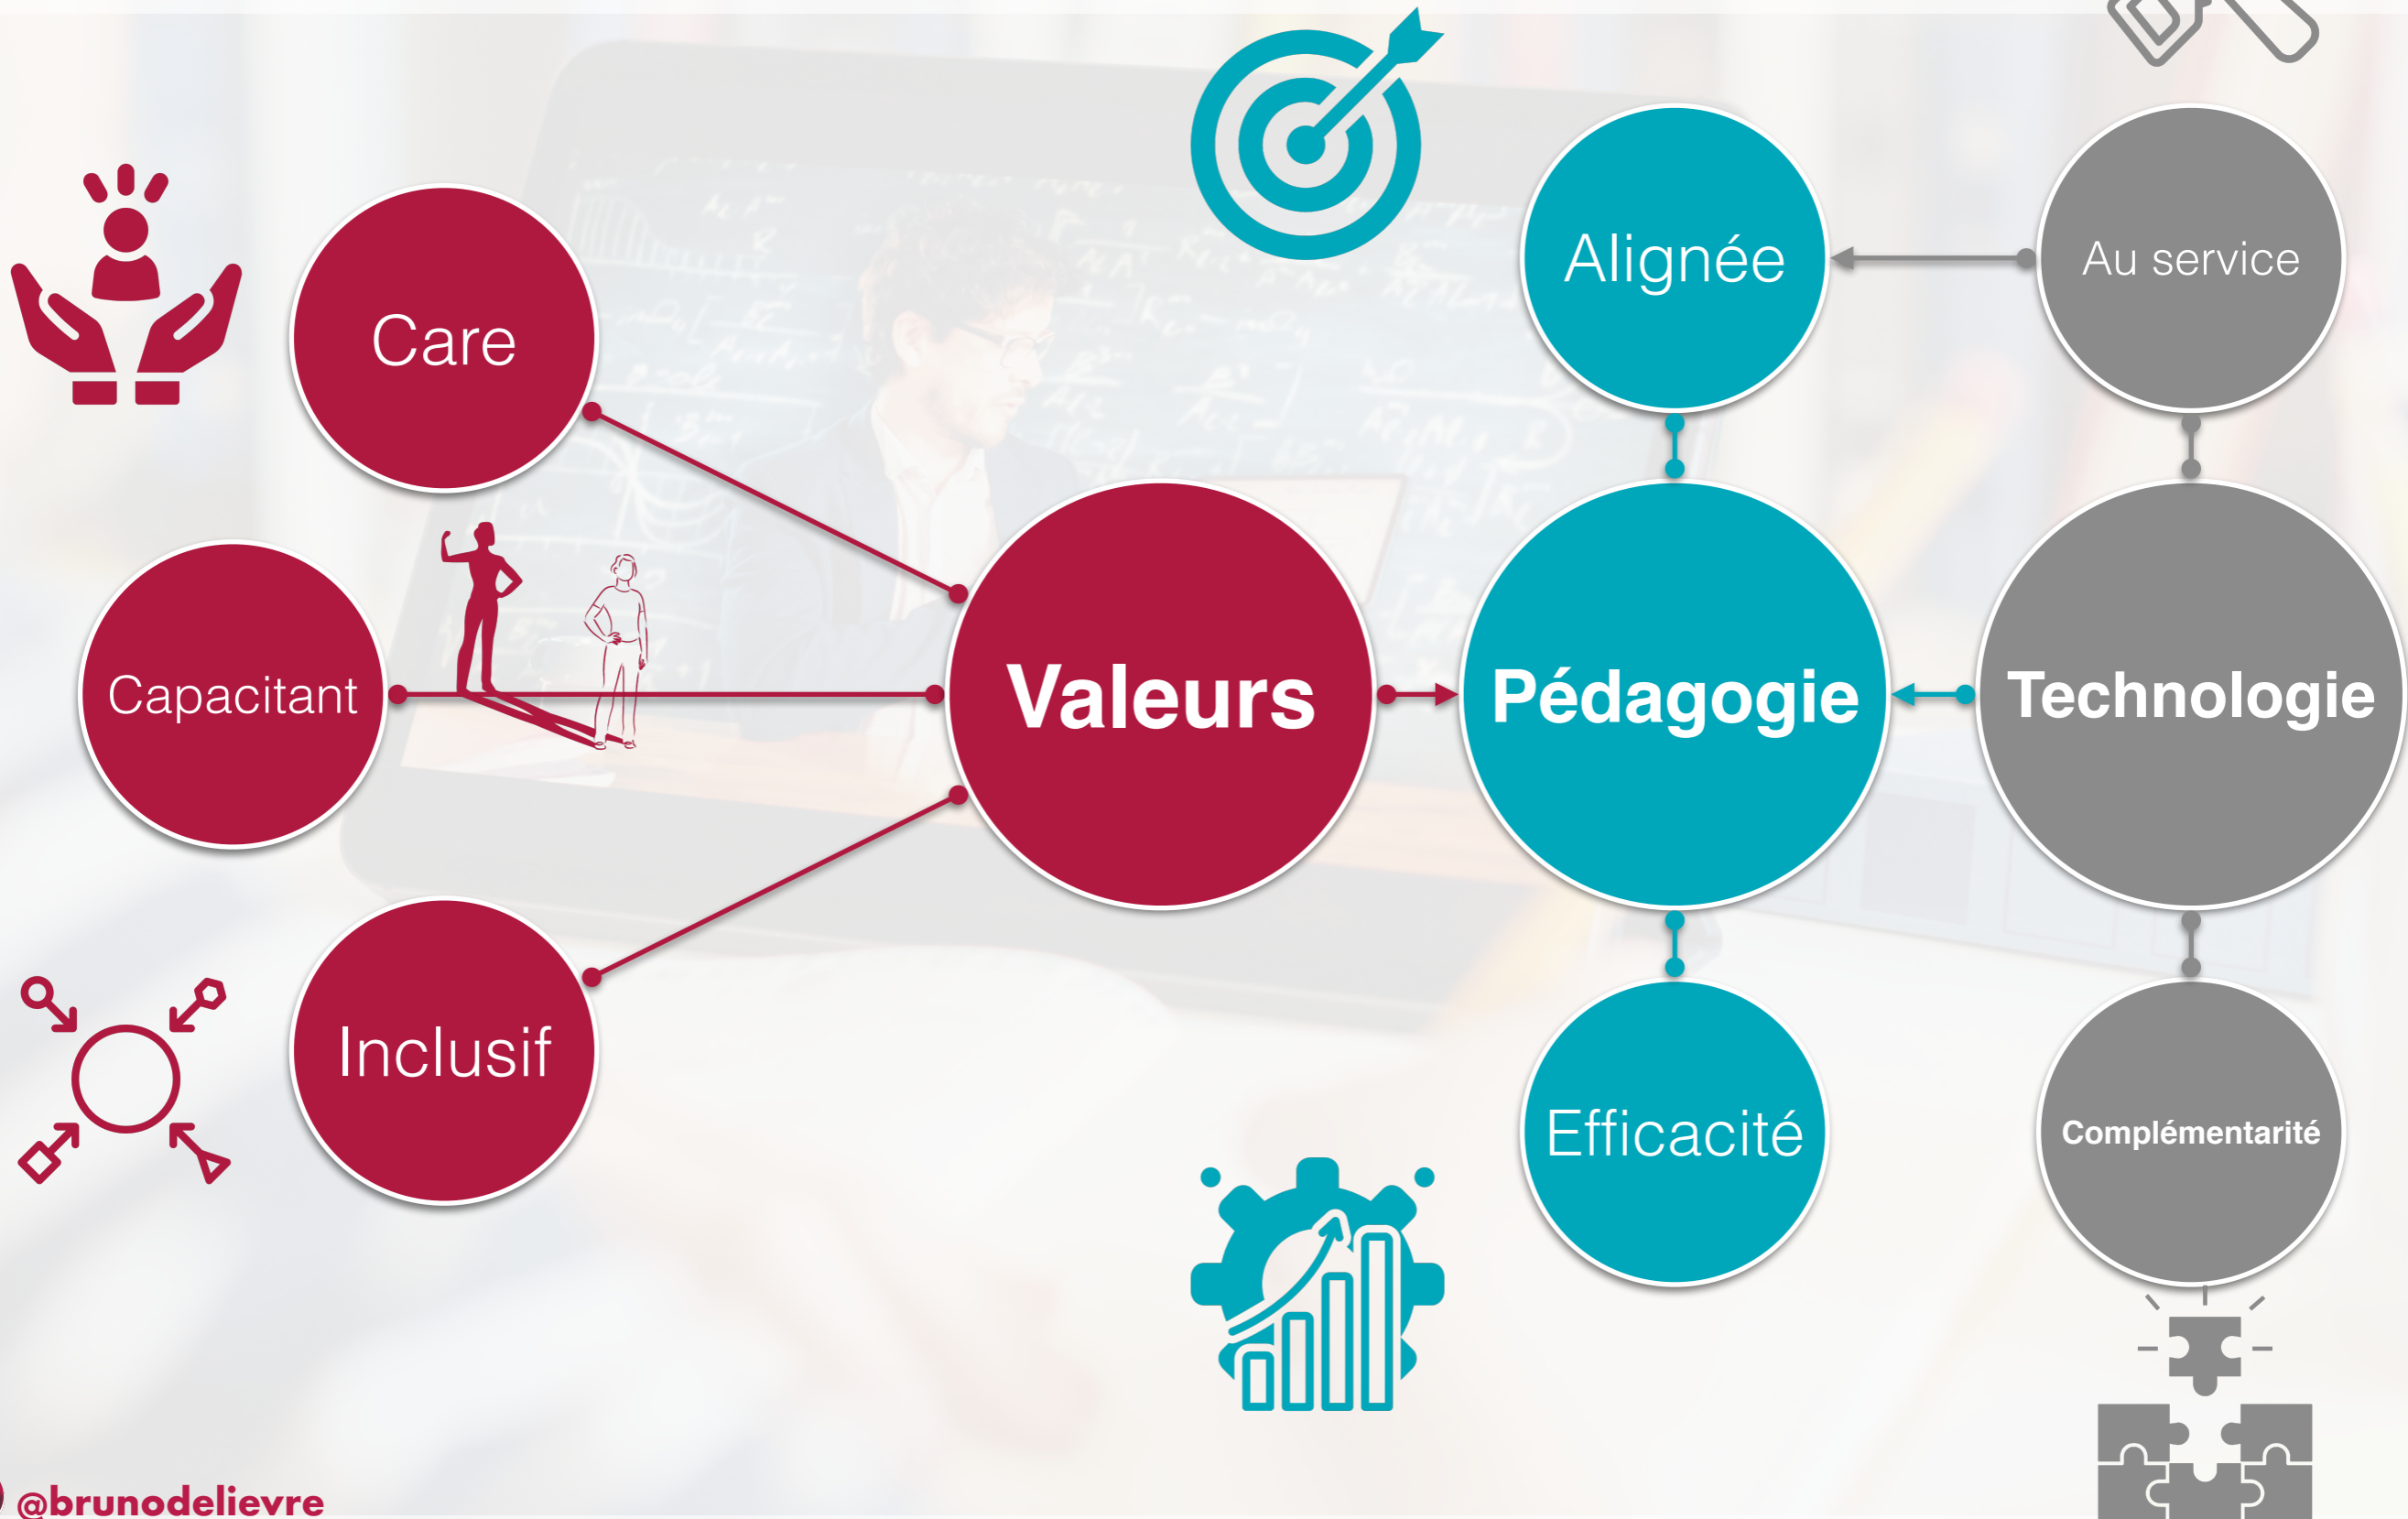 Care
Capacitant
Inclusif
Valeurs
Alignée
Pédagogie
Efficacité
Au service
Technologie
Complémentarité
@brunodelievre